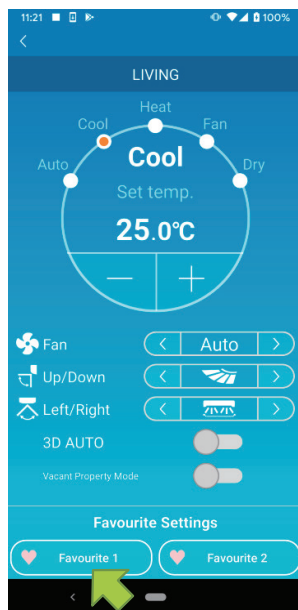 11:21 100%
LIVING
Heat
Cool Fan
Auto Cool Dry
Set temp.
25.0°C
Fan Auto
Up/Down
Left/Right
3D AUTO
Vacant Property Mode
Favourite Settings
Favourite 1 Favourite 2